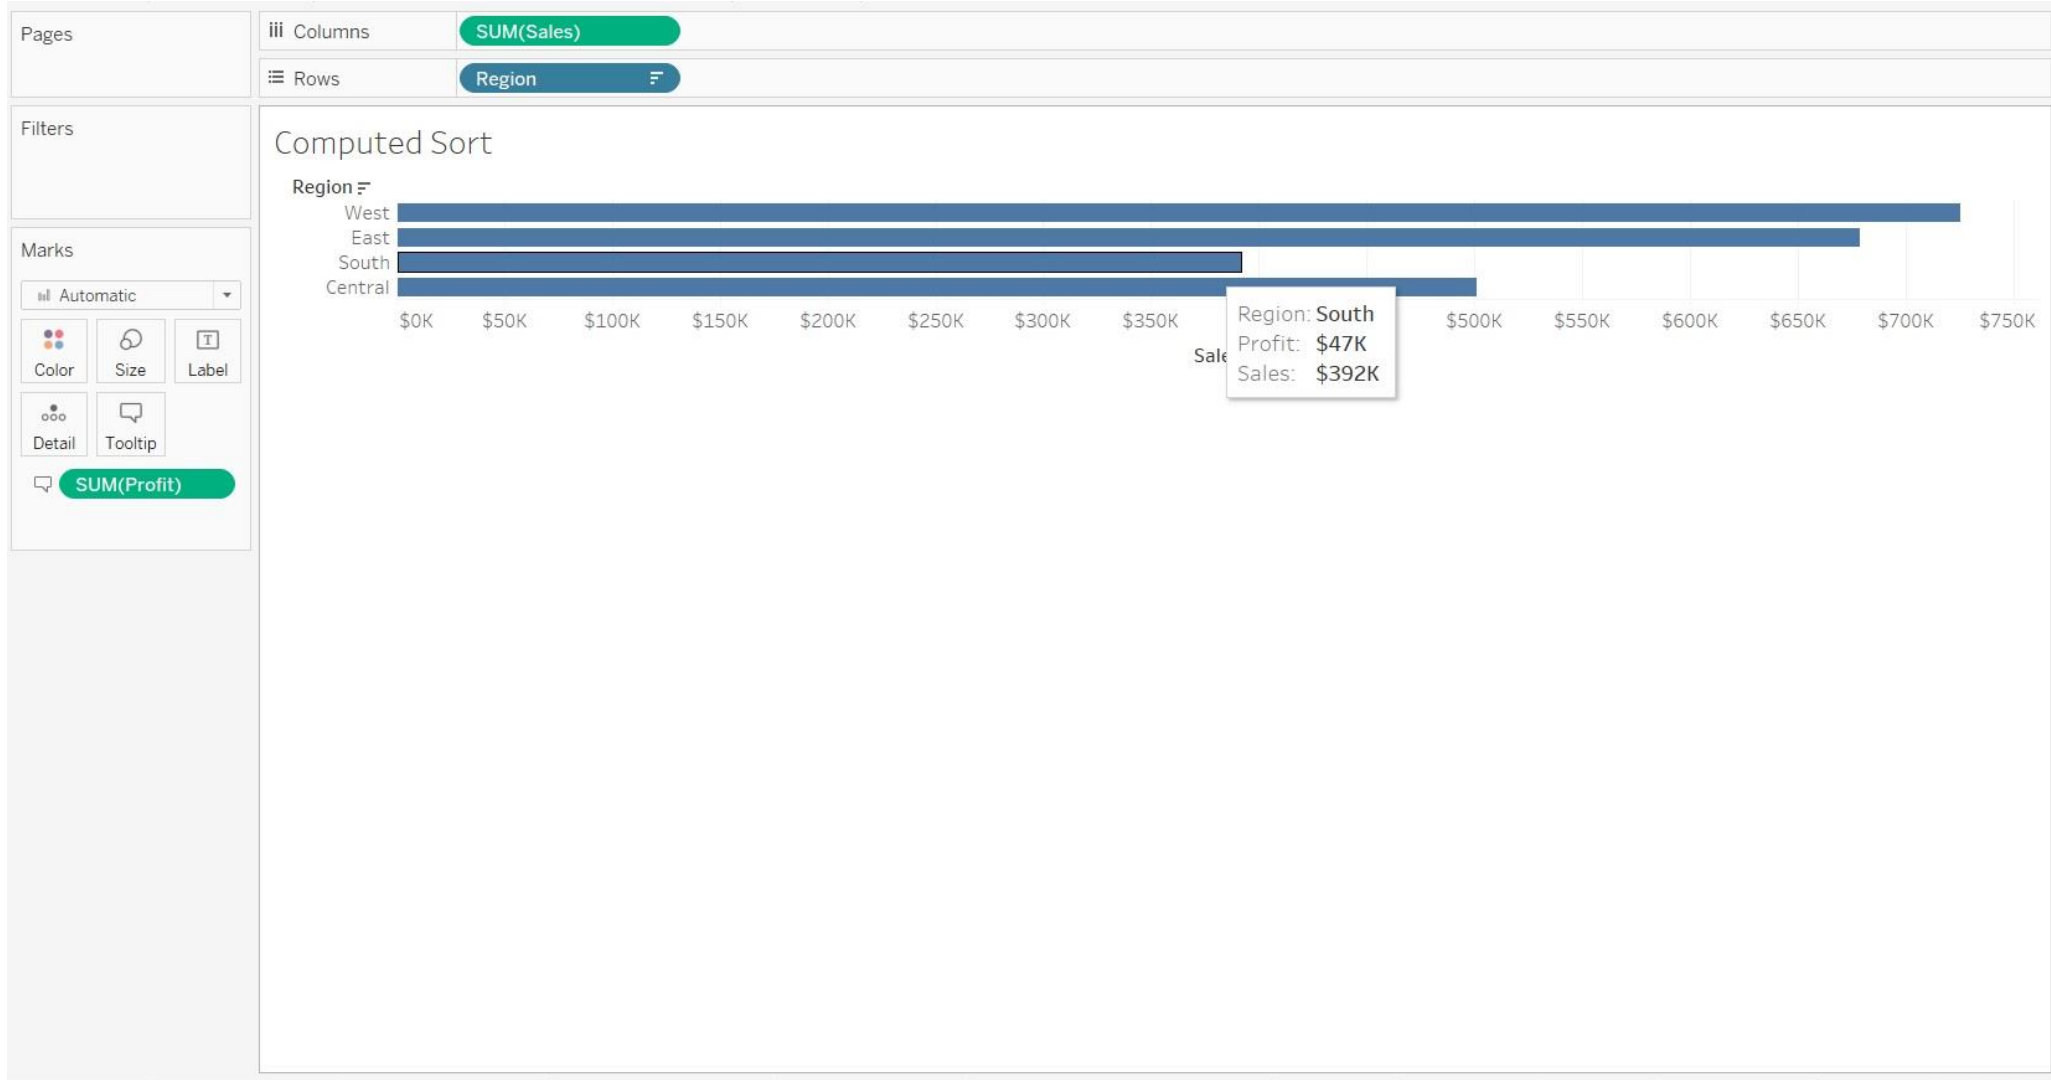 Pages
Columns SUM(Sales)
Rows Region
Filters
Computed Sort
Region
West
East
South
Central
$0K $50K $100K $150K $200K $250K $300K $350K $500K $550K $600K $650K $700K $750K
Region: South
Profit: $47K
Sales: $392K
Marks
Automatic
Color Size Label
Detail Tooltip
SUM(Profit)